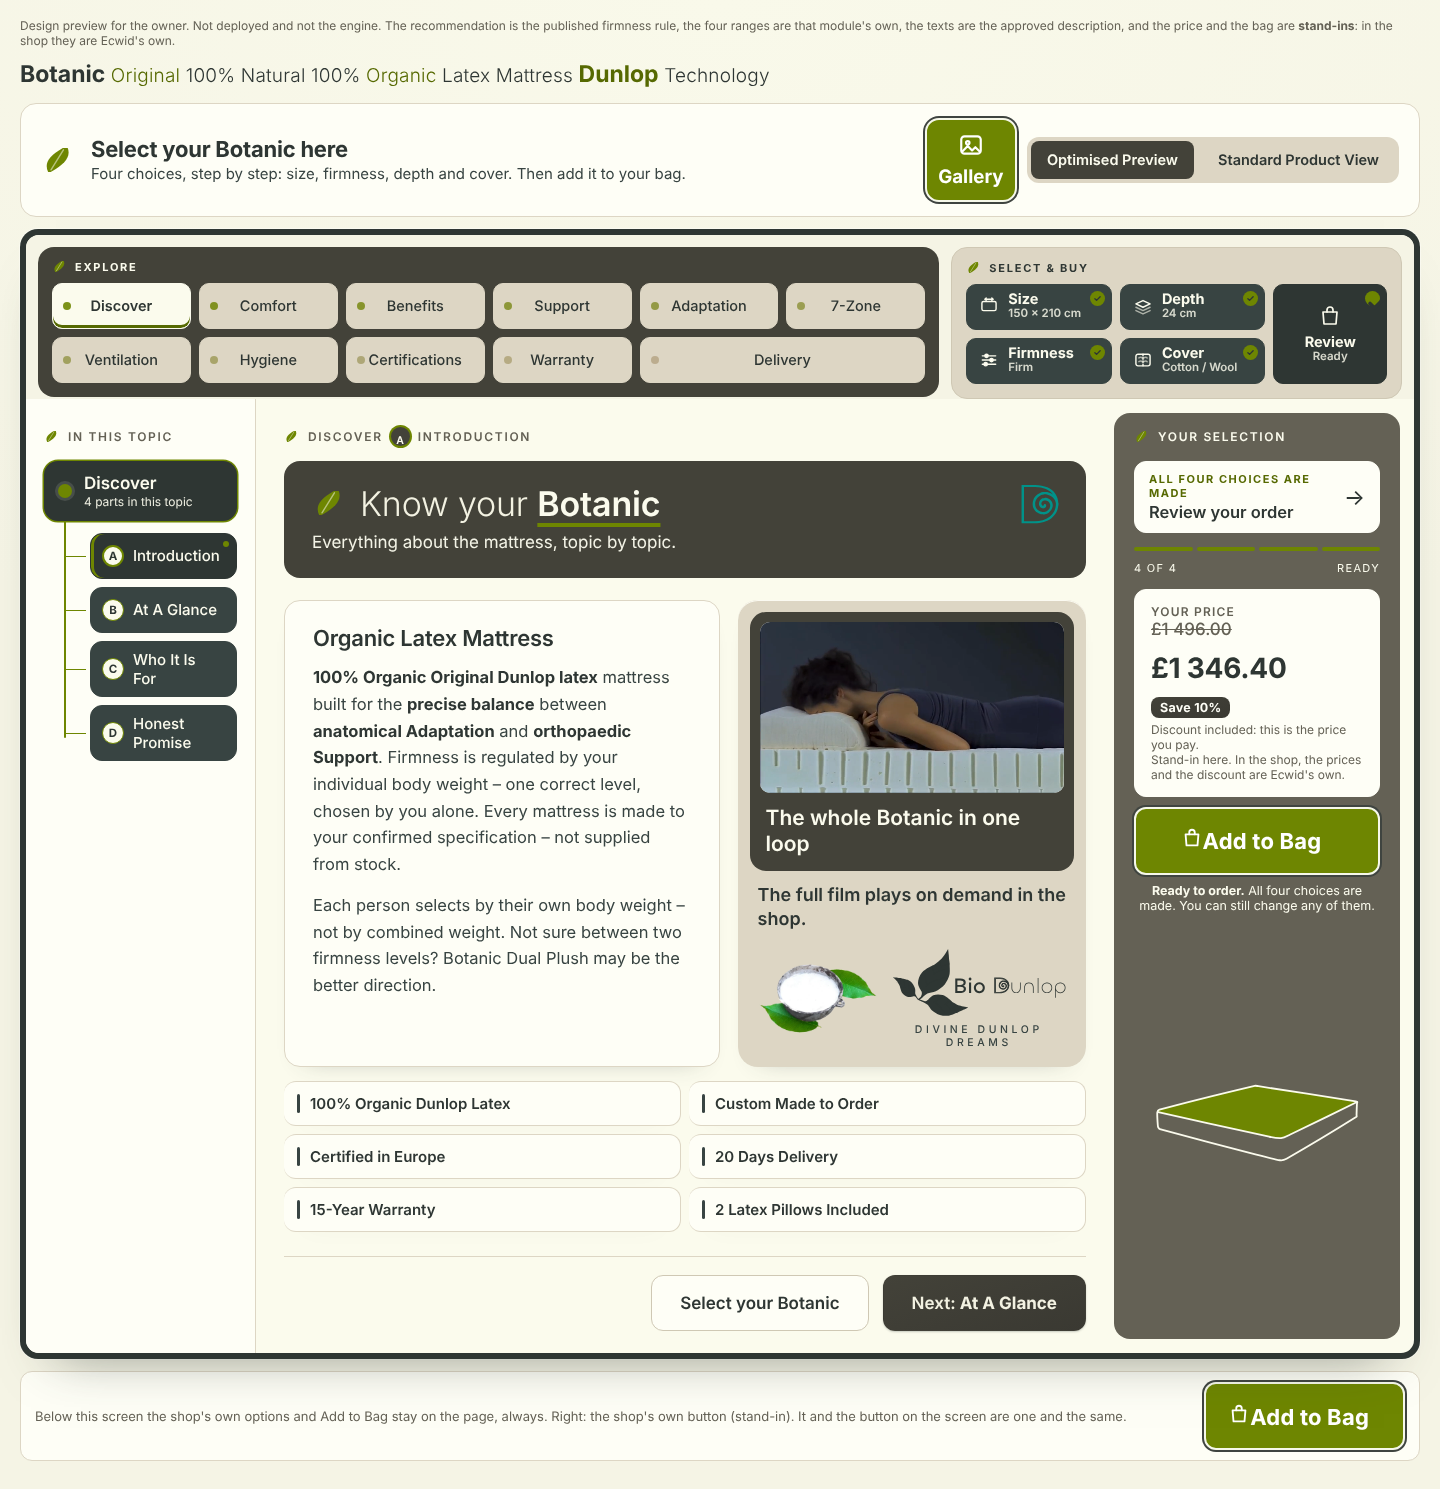 Design preview for the owner. Not deployed and not the engine. The recommendation is the published firmness rule, the four ranges are that module's own, the texts are the approved description, and the price and the bag are stand-ins: in the
shop they are Ecwid's own.
Botanic Original 100% Natural 100% Organic Latex Mattress Dunlop Technology
Select your Botanic here
Four choices, step by step: size, firmness, depth and cover. Then add it to your bag.
Gallery
Optimised Preview
Standard Product View
EXPLORE
Discover
Comfort
Benefits
Support
Adaptation
7-Zone
Ventilation
Hygiene
Certifications
Warranty
Delivery
SELECT & BUY
Size
150 × 210 cm
Depth
24 cm
Firmness
Firm
Cover
Cotton / Wool
Review
Ready
IN THIS TOPIC
Discover
4 parts in this topic
A Introduction
B At A Glance
C Who It Is
For
D Honest
Promise
DISCOVER A INTRODUCTION
Know your Botanic
Everything about the mattress, topic by topic.
Organic Latex Mattress
100% Organic Original Dunlop latex mattress
built for the precise balance between
anatomical Adaptation and orthopaedic
Support. Firmness is regulated by your
individual body weight – one correct level,
chosen by you alone. Every mattress is made to
your confirmed specification – not supplied
from stock.
Each person selects by their own body weight –
not by combined weight. Not sure between two
firmness levels? Botanic Dual Plush may be the
better direction.
The whole Botanic in one
loop
The full film plays on demand in the
shop.
Bio Dunlop
DIVINE DUNLOP
DREAMS
100% Organic Dunlop Latex
Custom Made to Order
Certified in Europe
20 Days Delivery
15-Year Warranty
2 Latex Pillows Included
Select your Botanic
Next: At A Glance
YOUR SELECTION
ALL FOUR CHOICES ARE
MADE
Review your order
4 OF 4
READY
YOUR PRICE
£1 496.00
£1 346.40
Save 10%
Discount included: this is the price
you pay.
Stand-in here. In the shop, the prices
and the discount are Ecwid's own.
Add to Bag
Ready to order. All four choices are
made. You can still change any of them.
Below this screen the shop's own options and Add to Bag stay on the page, always. Right: the shop's own button (stand-in). It and the button on the screen are one and the same.
Add to Bag